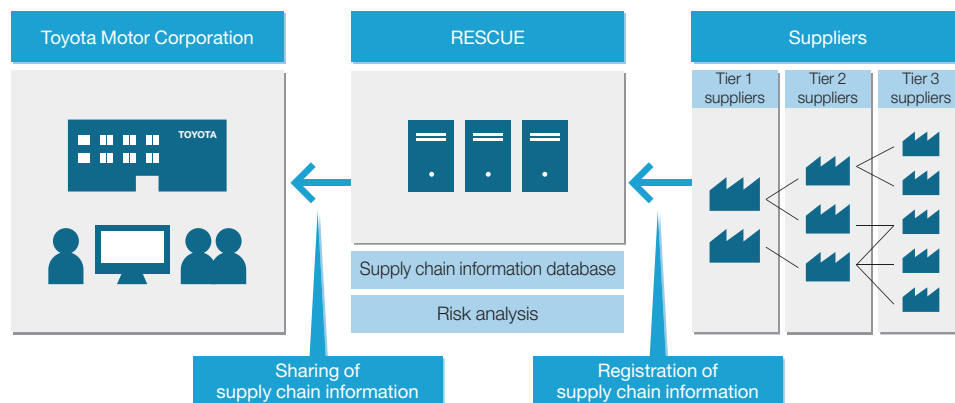 Toyota Motor Corporation
TOYOTA
RESCUE
Supply chain information database
Risk analysis
Suppliers
Tier 1
suppliers
Tier 2
suppliers
Tier 3
suppliers
Sharing of
supply chain information
Registration of
supply chain information